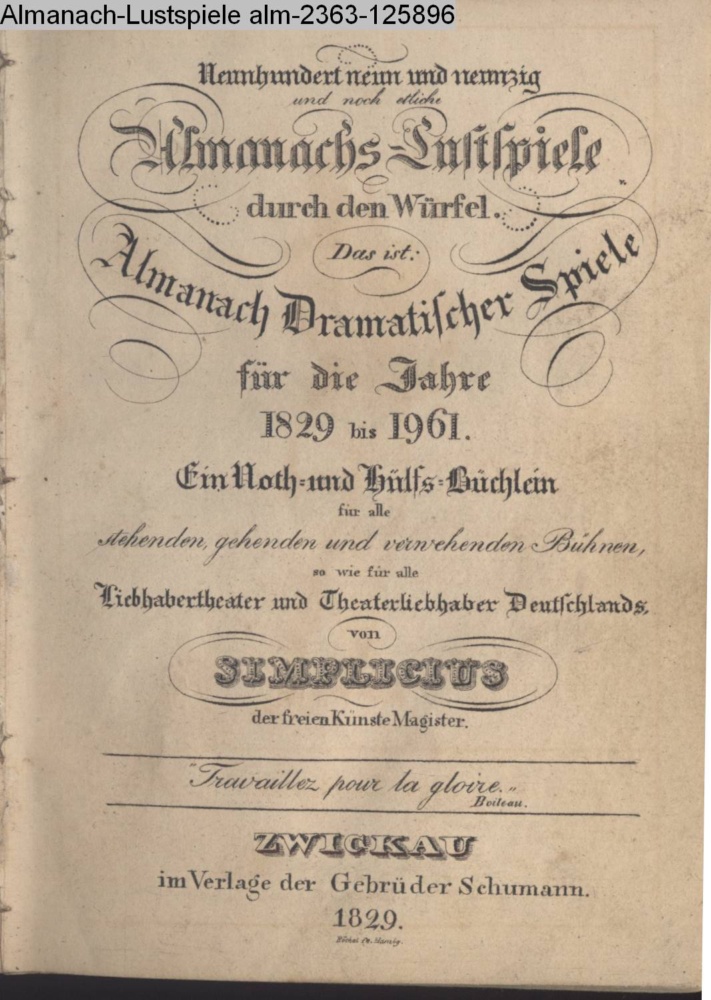 Almanach-Lustspiele alm-2363-125896
Neunhundert neun und neunzig
und noch etliche
Almanachs-Lustspiele
durch den Würfel.
Das ist:
Almanach Dramatischer Spiele
für die Jahre
1829 bis 1961.
Ein Noth- und Hülfs-Büchlein
für alle
stehenden, gehenden und verwehenden Bühnen,
so wie für alle
Liebhabertheater und Theaterliebhaber Deutschlands,
von
SIMPLICIUS
der freien Künste Magister.
"Travaillez pour la gloire."
Boileau.
ZWICKAU
im Verlage der Gebrüder Schumann.
1829.